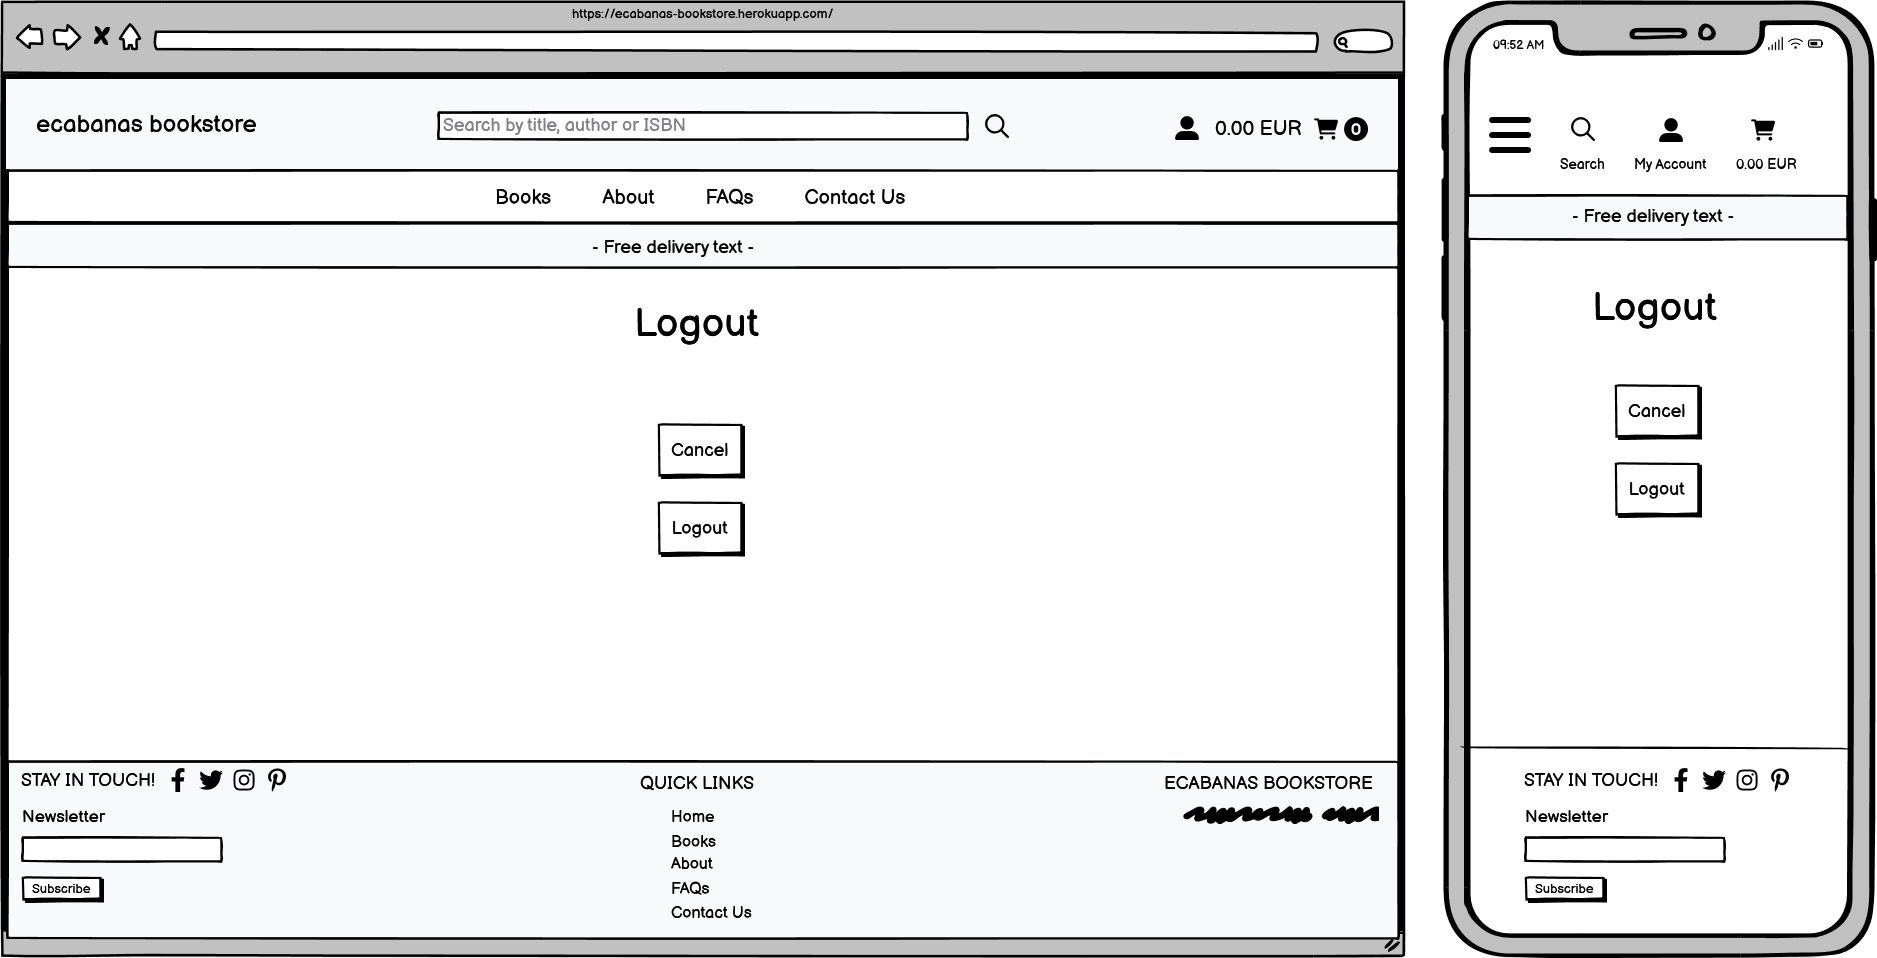 https://ecabanas-bookstore.herokuapp.com/
ecabanas bookstore
Search by title, author or ISBN
0.00 EUR
0
Books About FAQs Contact Us
- Free delivery text -
Logout
Cancel
Logout
STAY IN TOUCH!
Newsletter
Subscribe
QUICK LINKS
Home
Books
About
FAQs
Contact Us
ECABANAS BOOKSTORE
09:52 AM
Search My Account 0.00 EUR
- Free delivery text -
Logout
Cancel
Logout
STAY IN TOUCH!
Newsletter
Subscribe